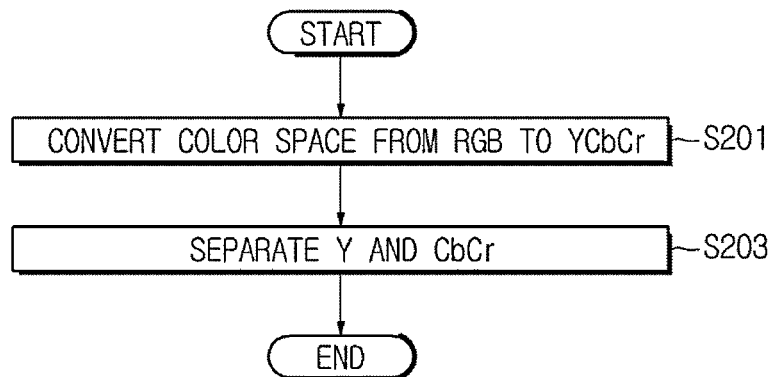 START
CONVERT COLOR SPACE FROM RGB TO YCbCr
S201
SEPARATE Y AND CbCr
S203
END